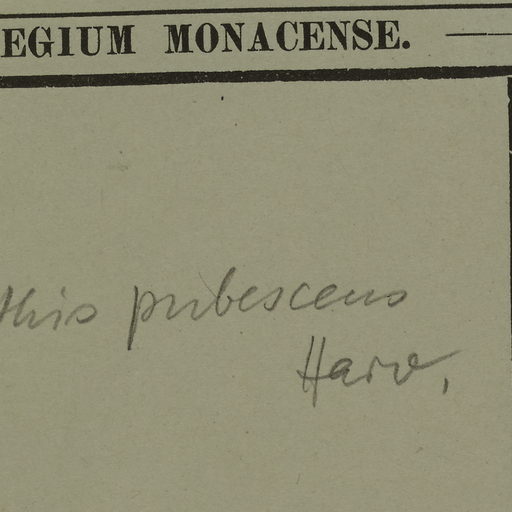 EGIUM MONACENSE.
this pubescens
Harv.